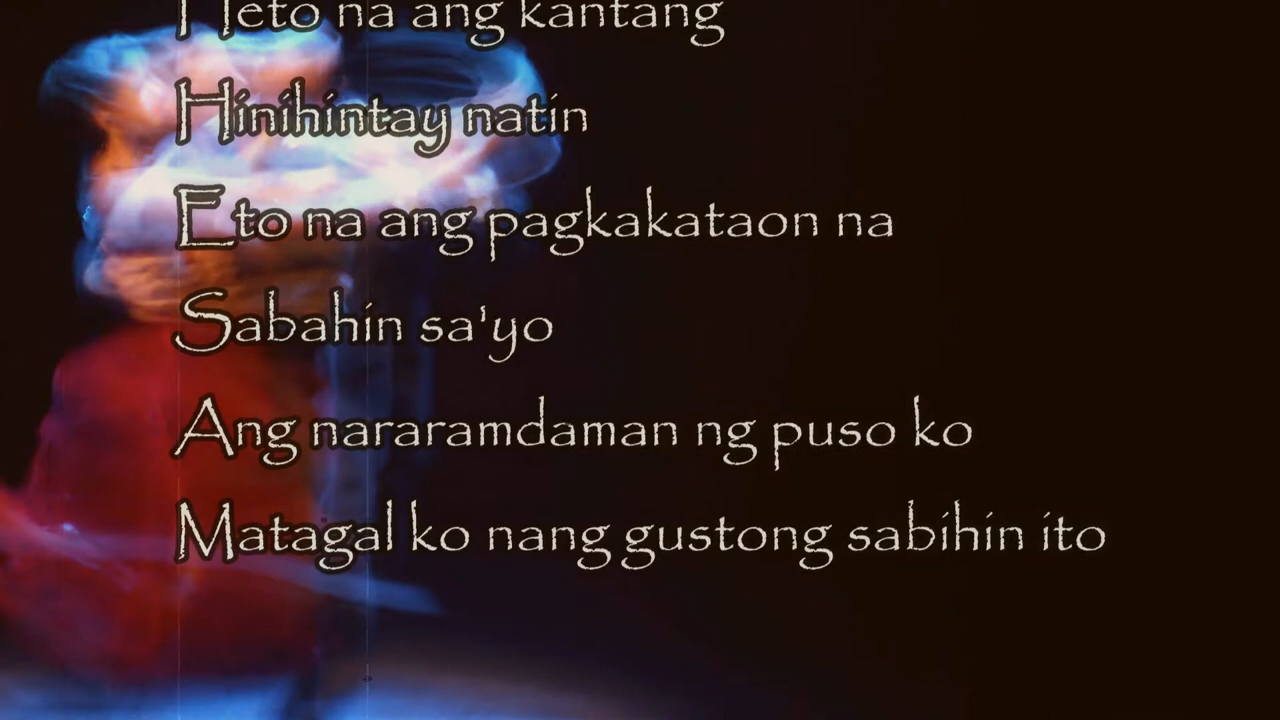 Heto na ang kantang
Hinihintay natin
Eto na ang pagkakataon na
Sabahin sa'yo
Ang nararamdaman ng puso ko
Matagal ko nang gustong sabihin ito